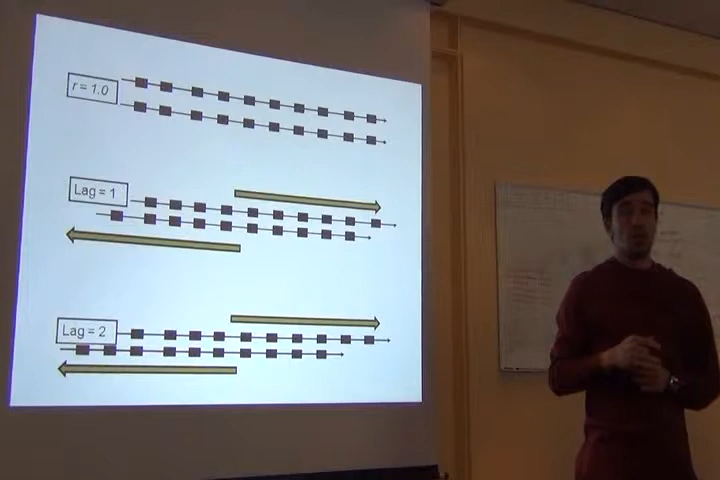 r = 1.0
Lag = 1
Lag = 2